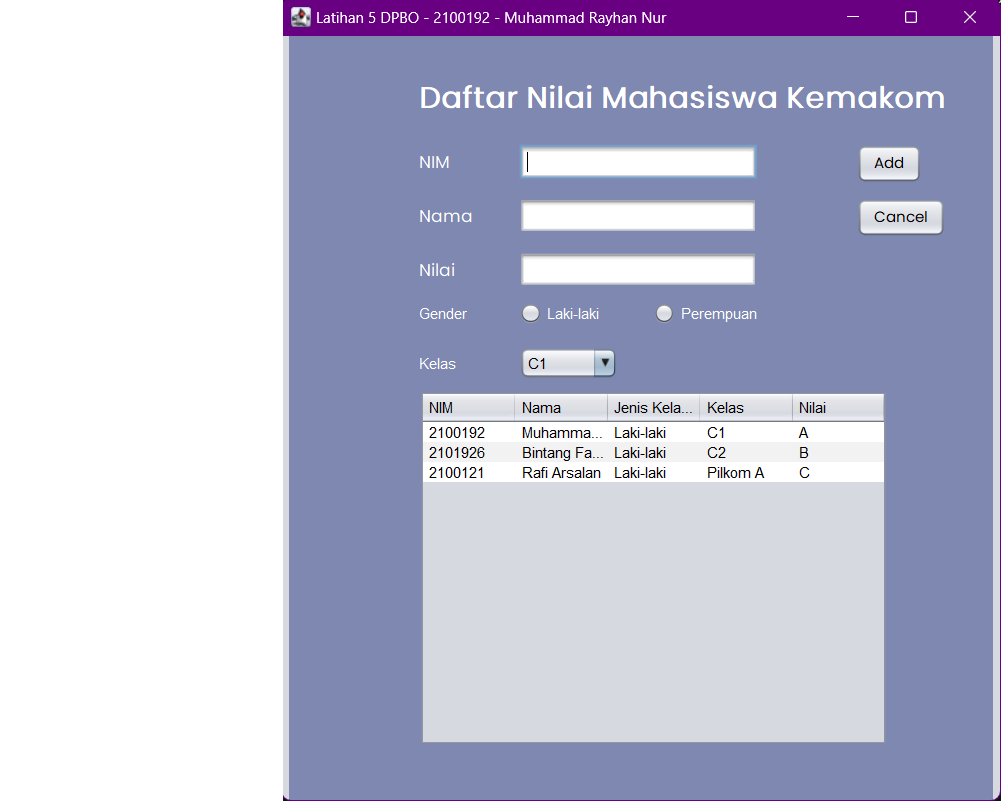 Latihan 5 DPBO - 2100192 - Muhammad Rayhan Nur
Daftar Nilai Mahasiswa Kemakom
NIM Add
Nama Cancel
Nilai
Gender Laki-laki Perempuan
Kelas C1
NIM Nama Jenis Kela... Kelas Nilai
2100192 Muhamma... Laki-laki C1 A
2101926 Bintang Fa... Laki-laki C2 B
2100121 Rafi Arsalan Laki-laki Pilkom A C